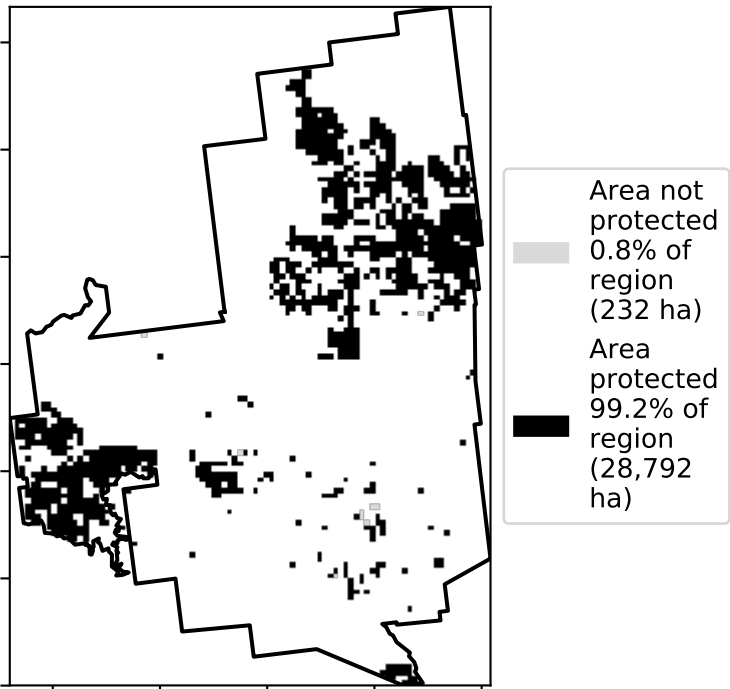 Area not
protected
0.8% of
region
(232 ha)
Area
protected
99.2% of
region
(28,792
ha)